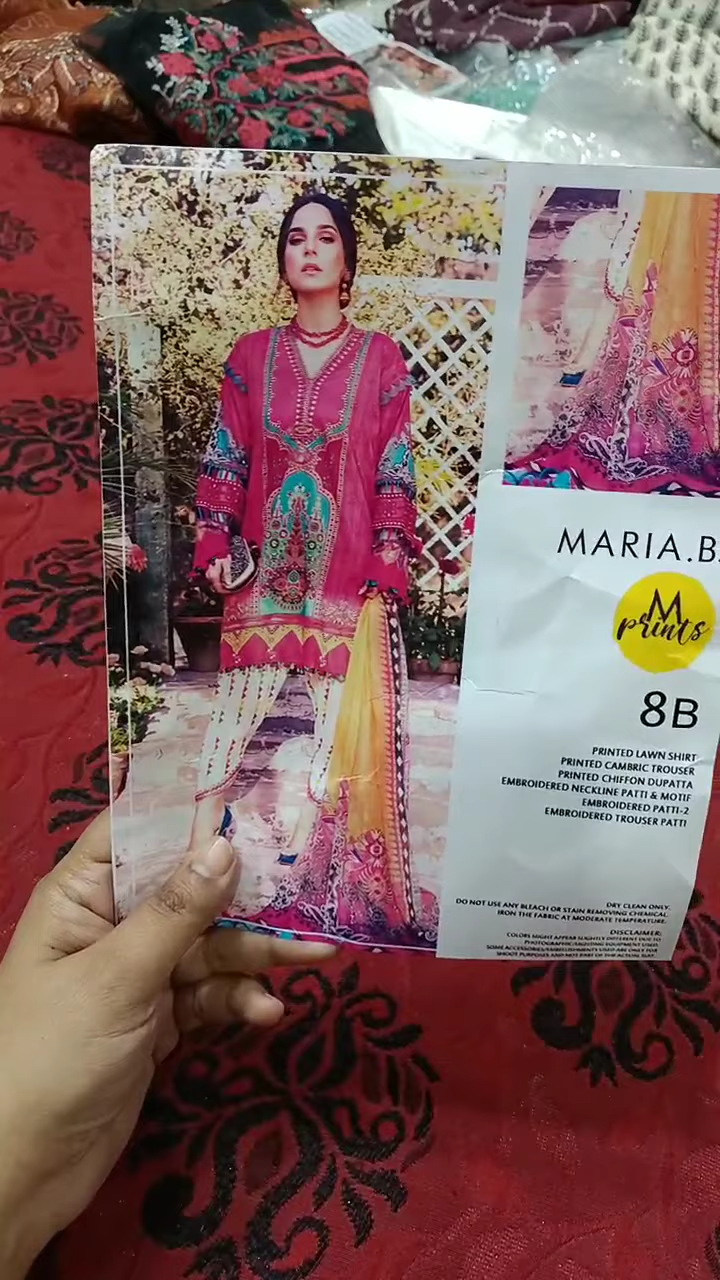 MARIA.B.
M
prints
8B
PRINTED LAWN SHIRT
PRINTED CAMBRIC TROUSER
PRINTED CHIFFON DUPATTA
EMBROIDERED NECKLINE PATTI & MOTIF
EMBROIDERED PATTI-2
EMBROIDERED TROUSER PATTI
DRY CLEAN ONLY.
DO NOT USE ANY BLEACH OR STAIN REMOVING CHEMICAL.
IRON THE FABRIC AT MODERATE TEMPERATURE.
DISCLAIMER:
COLORS MIGHT APPEAR SLIGHTLY DIFFERENT DUE TO
PHOTOGRAPHIC/LIGHTING EQUIPMENT USED.
SOME ACCESSORIES/EMBELLISHMENTS USED ARE ONLY FOR
SHOOT PURPOSES AND NOT PART OF THE ACTUAL SUIT.